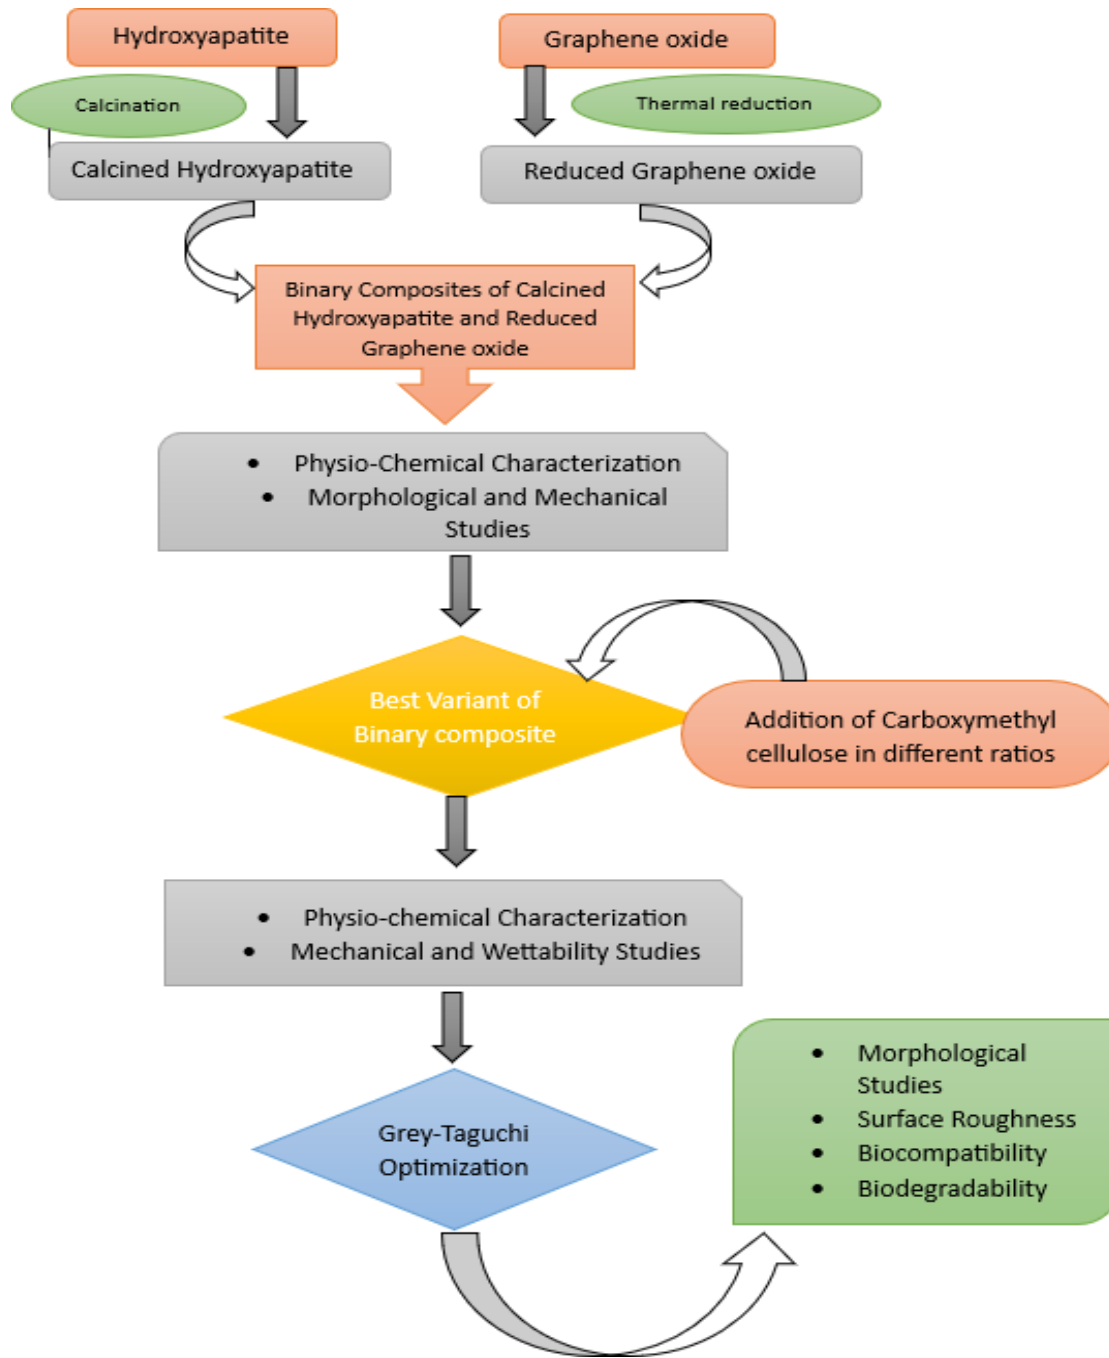 Hydroxyapatite
Graphene oxide
Calcination
Thermal reduction
Calcined Hydroxyapatite
Reduced Graphene oxide
Binary Composites of Calcined
Hydroxyapatite and Reduced
Graphene oxide
• Physio-Chemical Characterization
• Morphological and Mechanical
Studies
Best Variant of
Binary composite
Addition of Carboxymethyl
cellulose in different ratios
• Physio-chemical Characterization
• Mechanical and Wettability Studies
Grey-Taguchi
Optimization
• Morphological
Studies
• Surface Roughness
• Biocompatibility
• Biodegradability